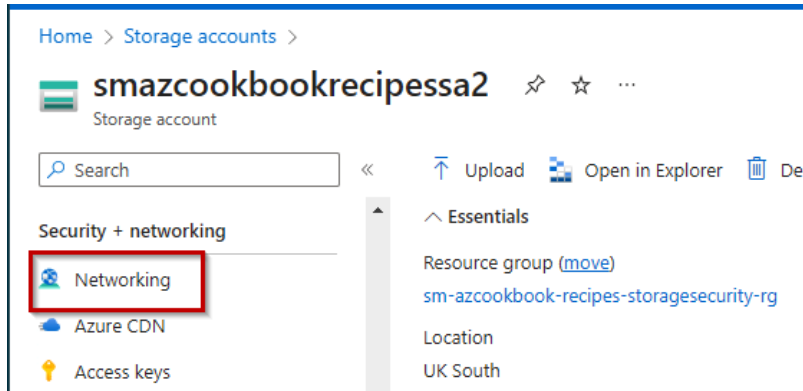 Home > Storage accounts >
smazcookbookrecipessa2
Storage account
Search
Upload Open in Explorer De
Security + networking
Essentials
Networking
Resource group (move)
sm-azcookbook-recipes-storagesecurity-rg
Azure CDN
Location
Access keys
UK South